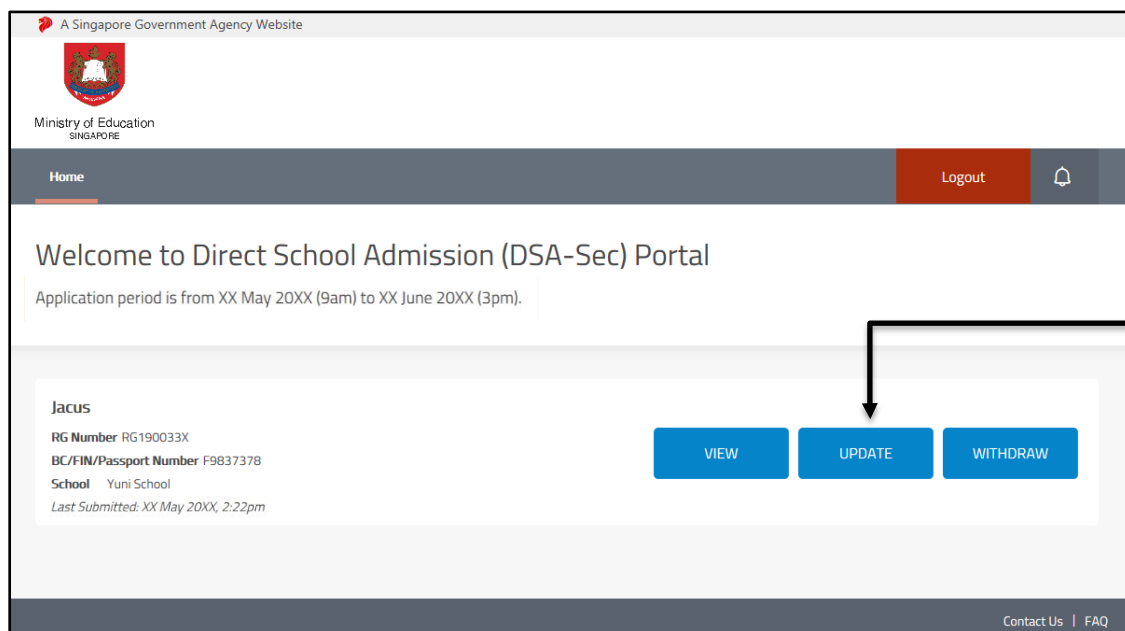 A Singapore Government Agency Website
Ministry of Education
SINGAPORE
Home
Logout
Welcome to Direct School Admission (DSA-Sec) Portal
Application period is from XX May 20XX (9am) to XX June 20XX (3pm).
Jacus
RG Number RG190033X
BC/FIN/Passport Number F9837378
School Yuni School
Last Submitted: XX May 20XX, 2:22pm
VIEW
UPDATE
WITHDRAW
Contact Us | FAQ